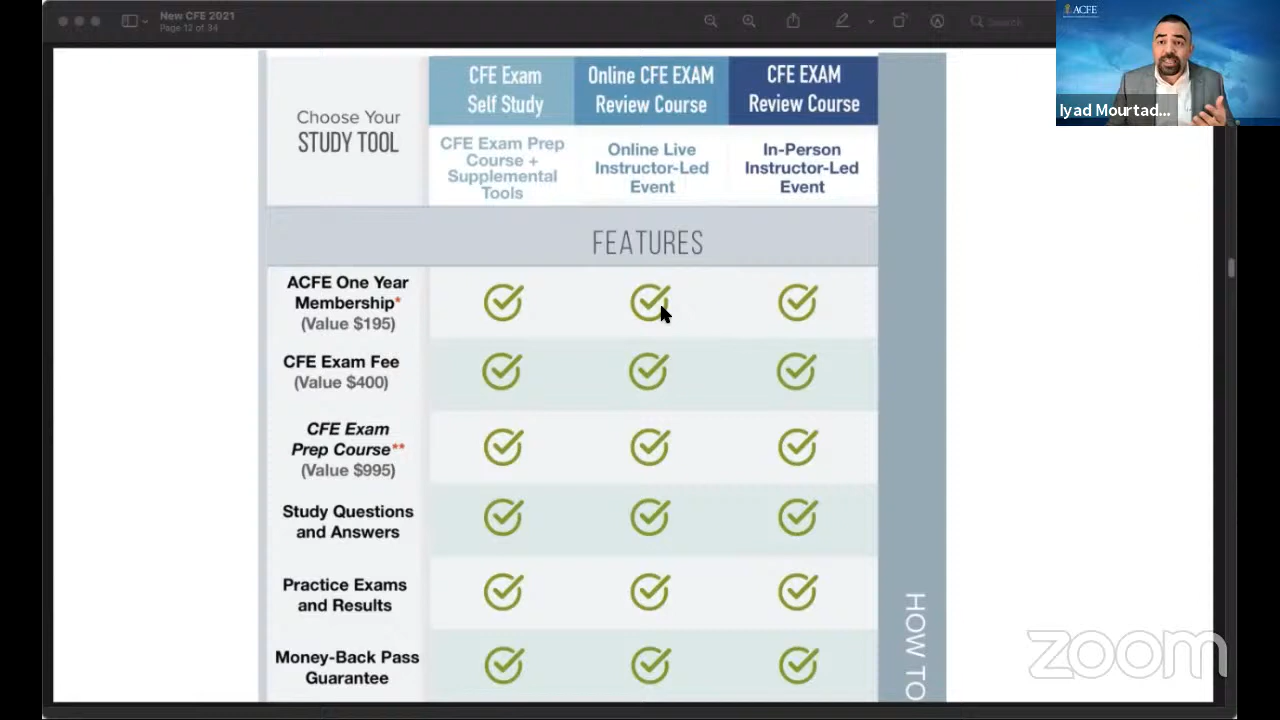 New CFE 2021
Page 12 of 34
Search
ACFE
Iyad Mourtad...
Choose Your
STUDY TOOL
CFE Exam
Self Study
Online CFE EXAM
Review Course
CFE EXAM
Review Course
CFE Exam Prep
Course +
Supplemental
Tools
Online Live
Instructor-Led
Event
In-Person
Instructor-Led
Event
FEATURES
ACFE One Year
Membership*
(Value $195)
CFE Exam Fee
(Value $400)
CFE Exam
Prep Course**
(Value $995)
Study Questions
and Answers
Practice Exams
and Results
Money-Back Pass
Guarantee
HOW TO
zoom